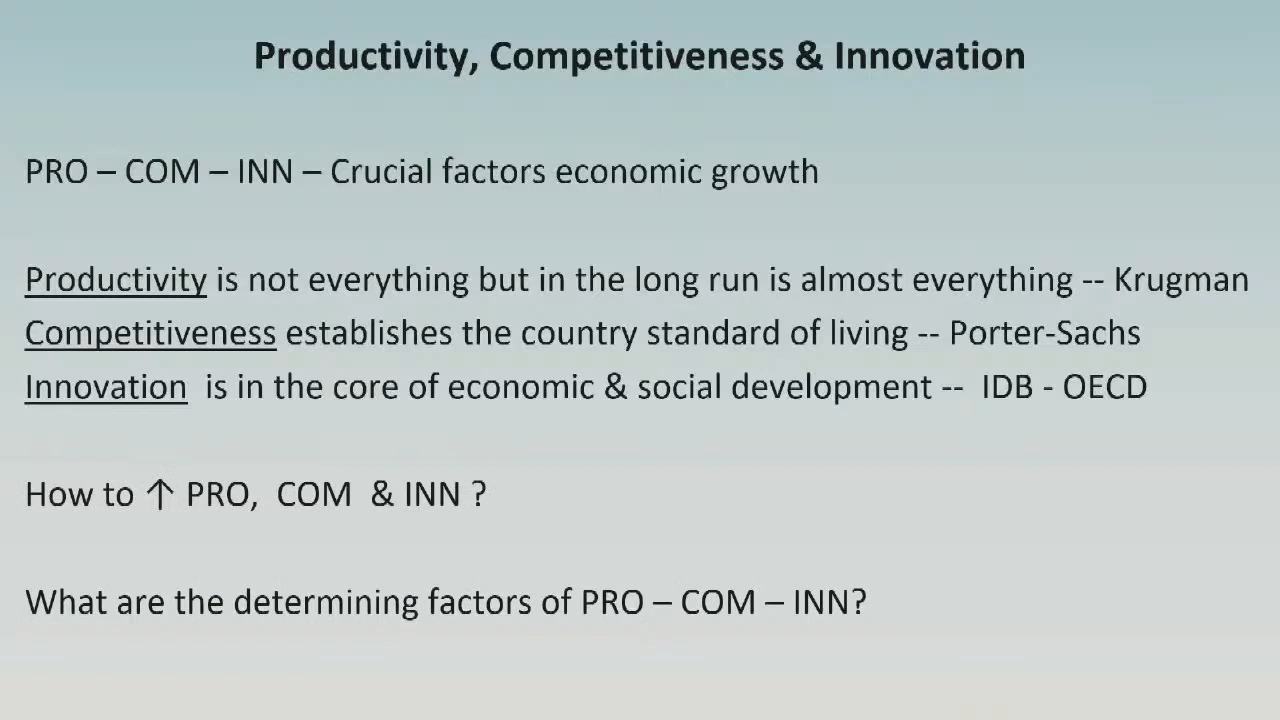 Productivity, Competitiveness & Innovation
PRO – COM – INN – Crucial factors economic growth
Productivity is not everything but in the long run is almost everything -- Krugman
Competitiveness establishes the country standard of living -- Porter-Sachs
Innovation is in the core of economic & social development -- IDB - OECD
How to ↑ PRO, COM & INN ?
What are the determining factors of PRO – COM – INN?